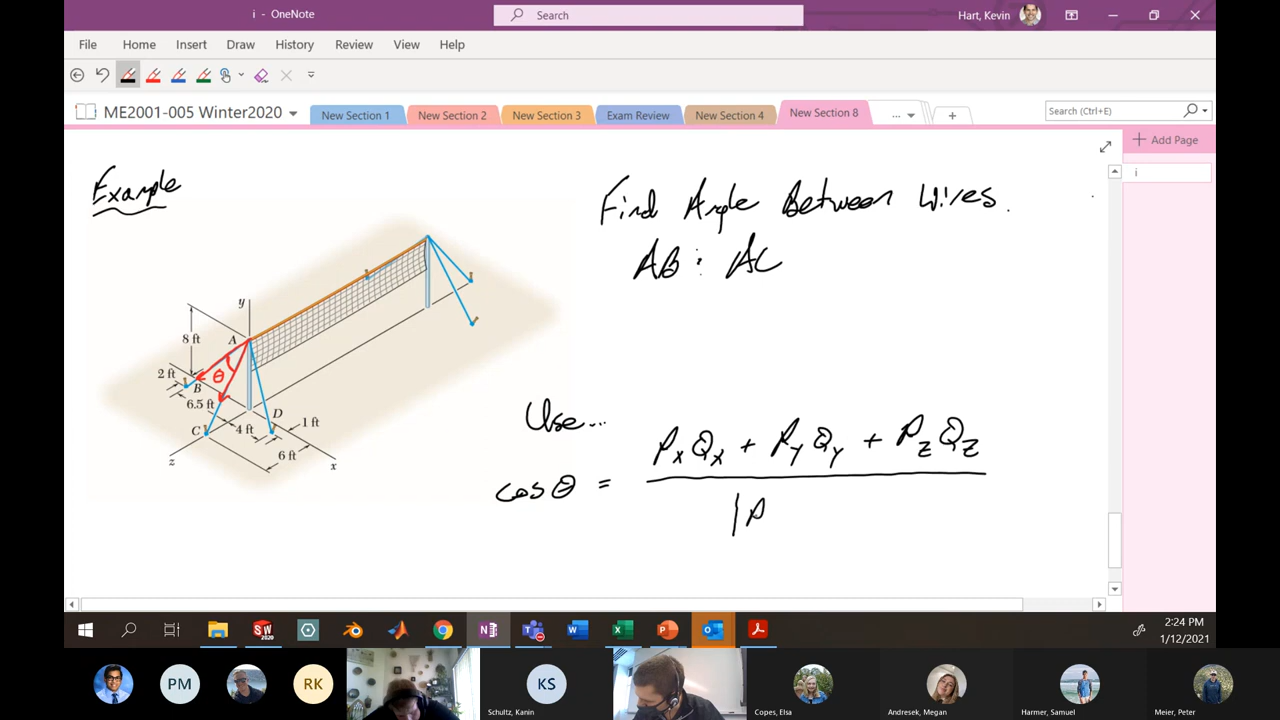 i - OneNote
Search
Hart, Kevin
File Home Insert Draw History Review View Help
ME2001-005 Winter2020
New Section 1
New Section 2
New Section 3
Exam Review
New Section 4
New Section 8
...
Search (Ctrl+E)
Add Page
i
Example
Find Angle Between Wires.
AB : AC
y
8 ft
A
2 ft
B
θ
6.5 ft
C
4 ft
D
1 ft
6 ft
z
x
Use...
cos θ = PxQx + PyQy + PzQz
|P
2:24 PM
1/12/2021
PM
RK
KS
Schultz, Kanin
Copes, Elsa
Andresek, Megan
Harmer, Samuel
Meier, Peter